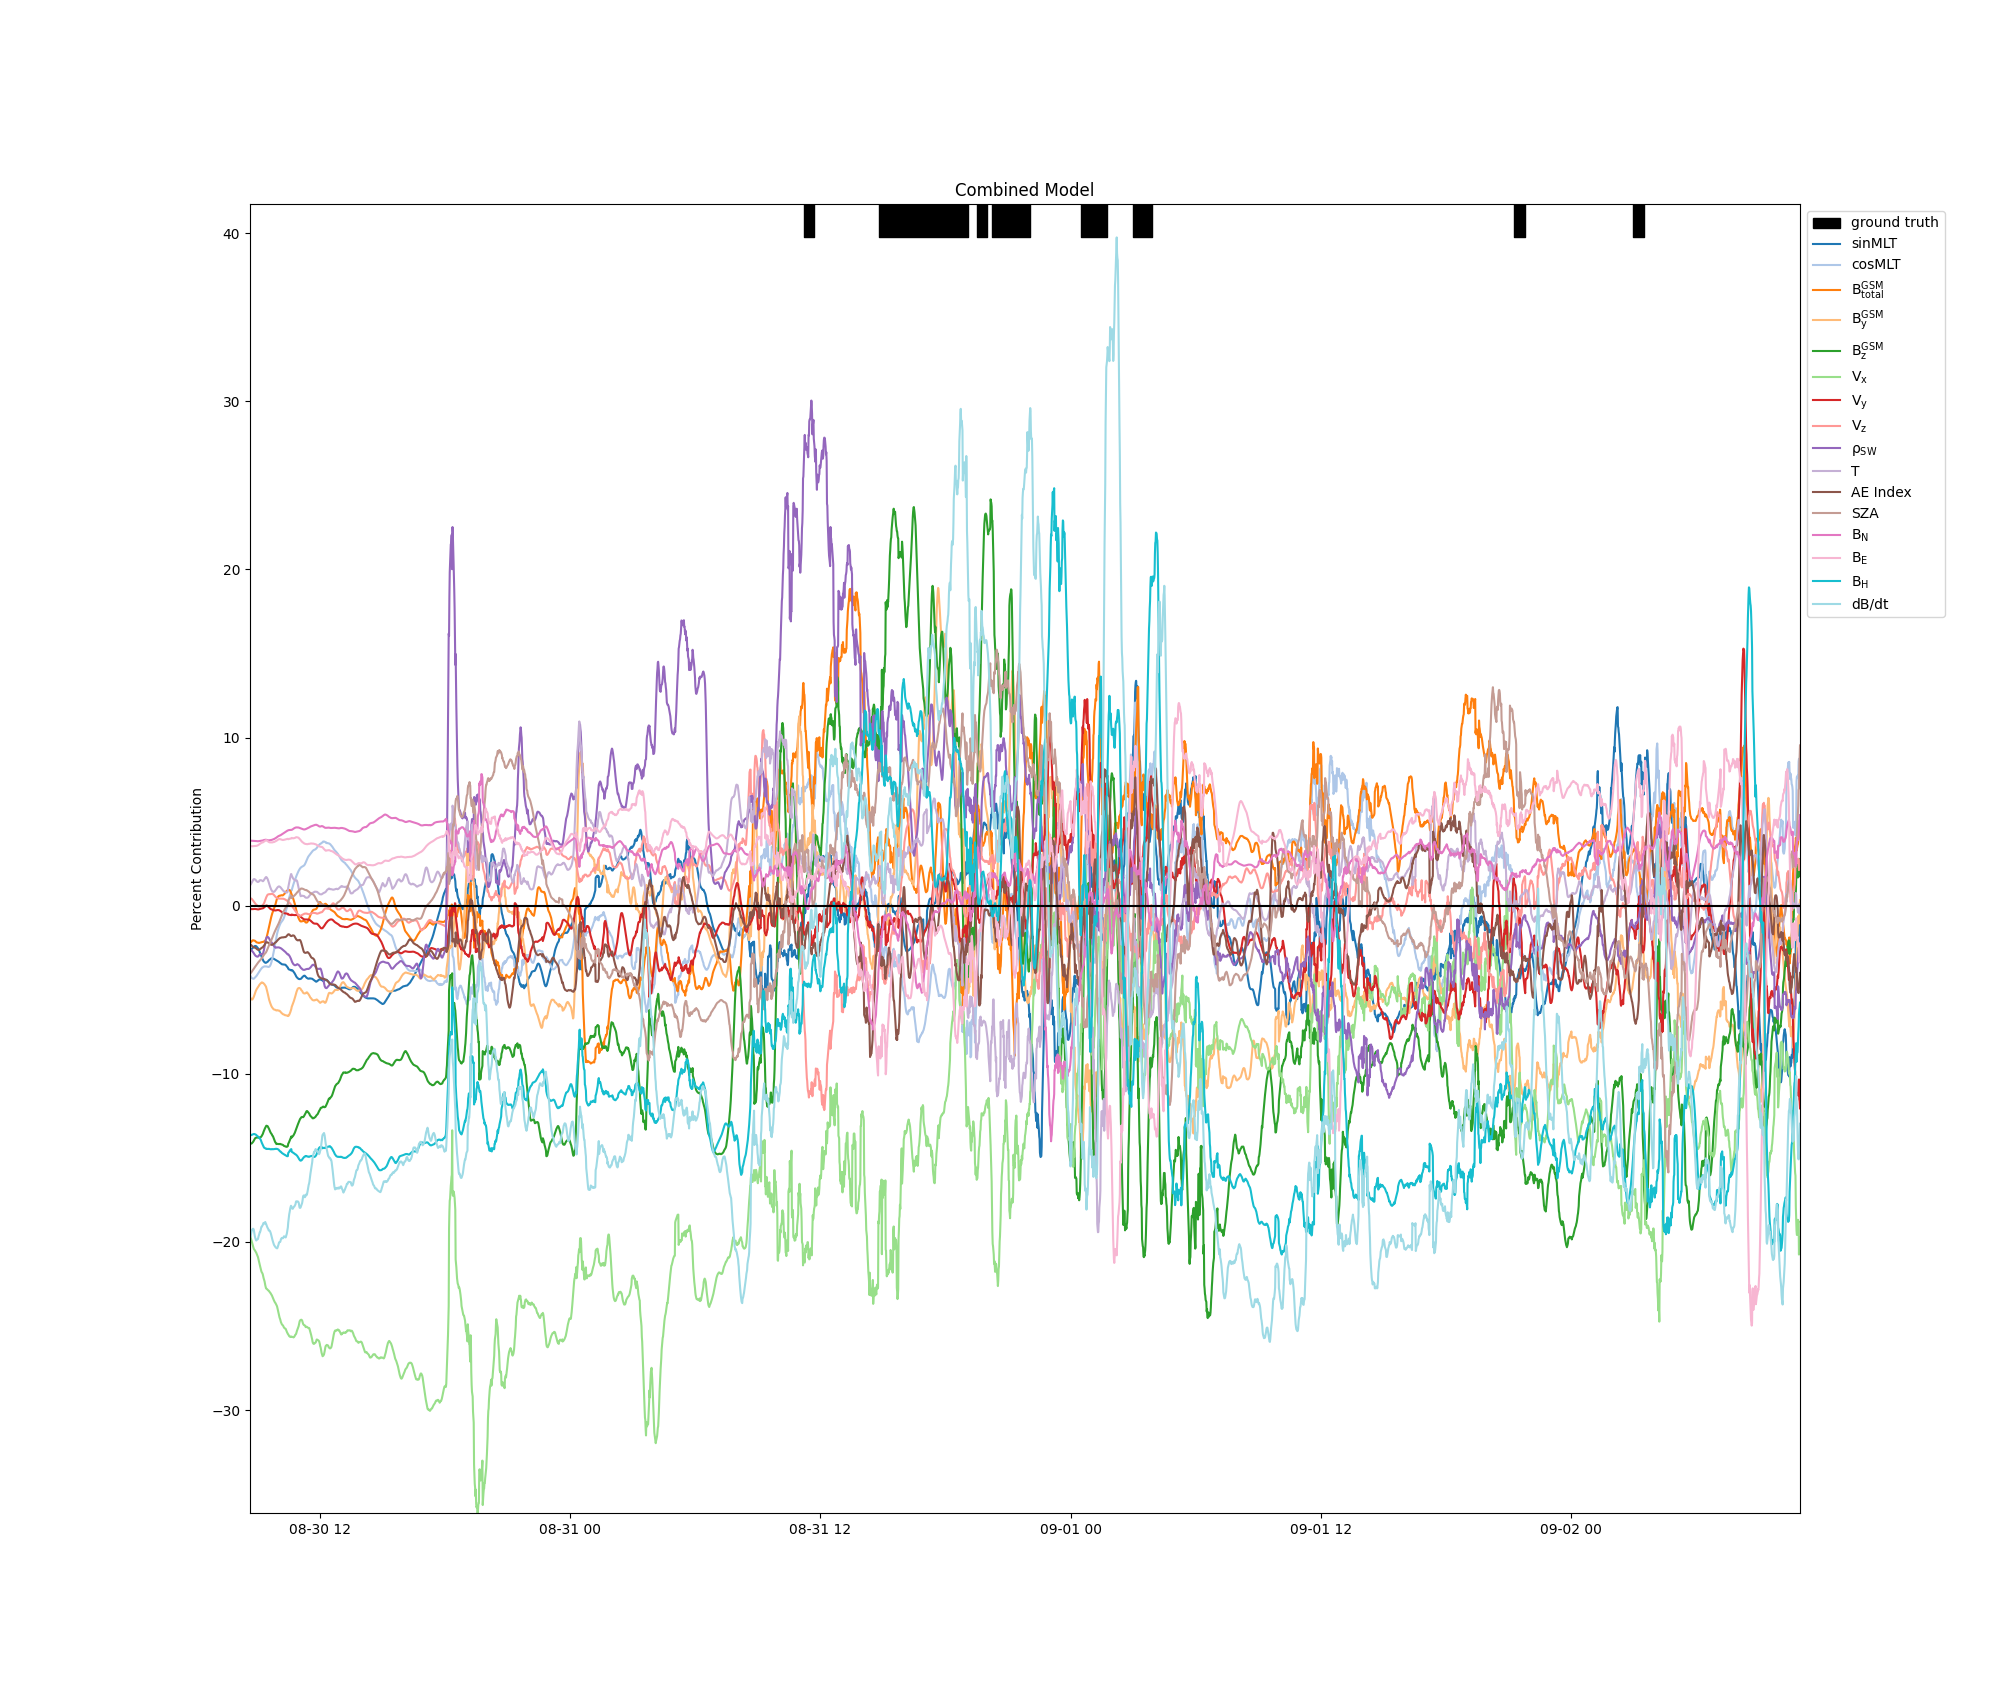 Combined Model
40
30
20
10
0
−10
−20
−30
Percent Contribution
08-30 12
08-31 00
08-31 12
09-01 00
09-01 12
09-02 00
ground truth
sinMLT
cosMLT
B_total^GSM
B_y^GSM
B_z^GSM
V_x
V_y
V_z
ρ_SW
T
AE Index
SZA
B_N
B_E
B_H
dB/dt